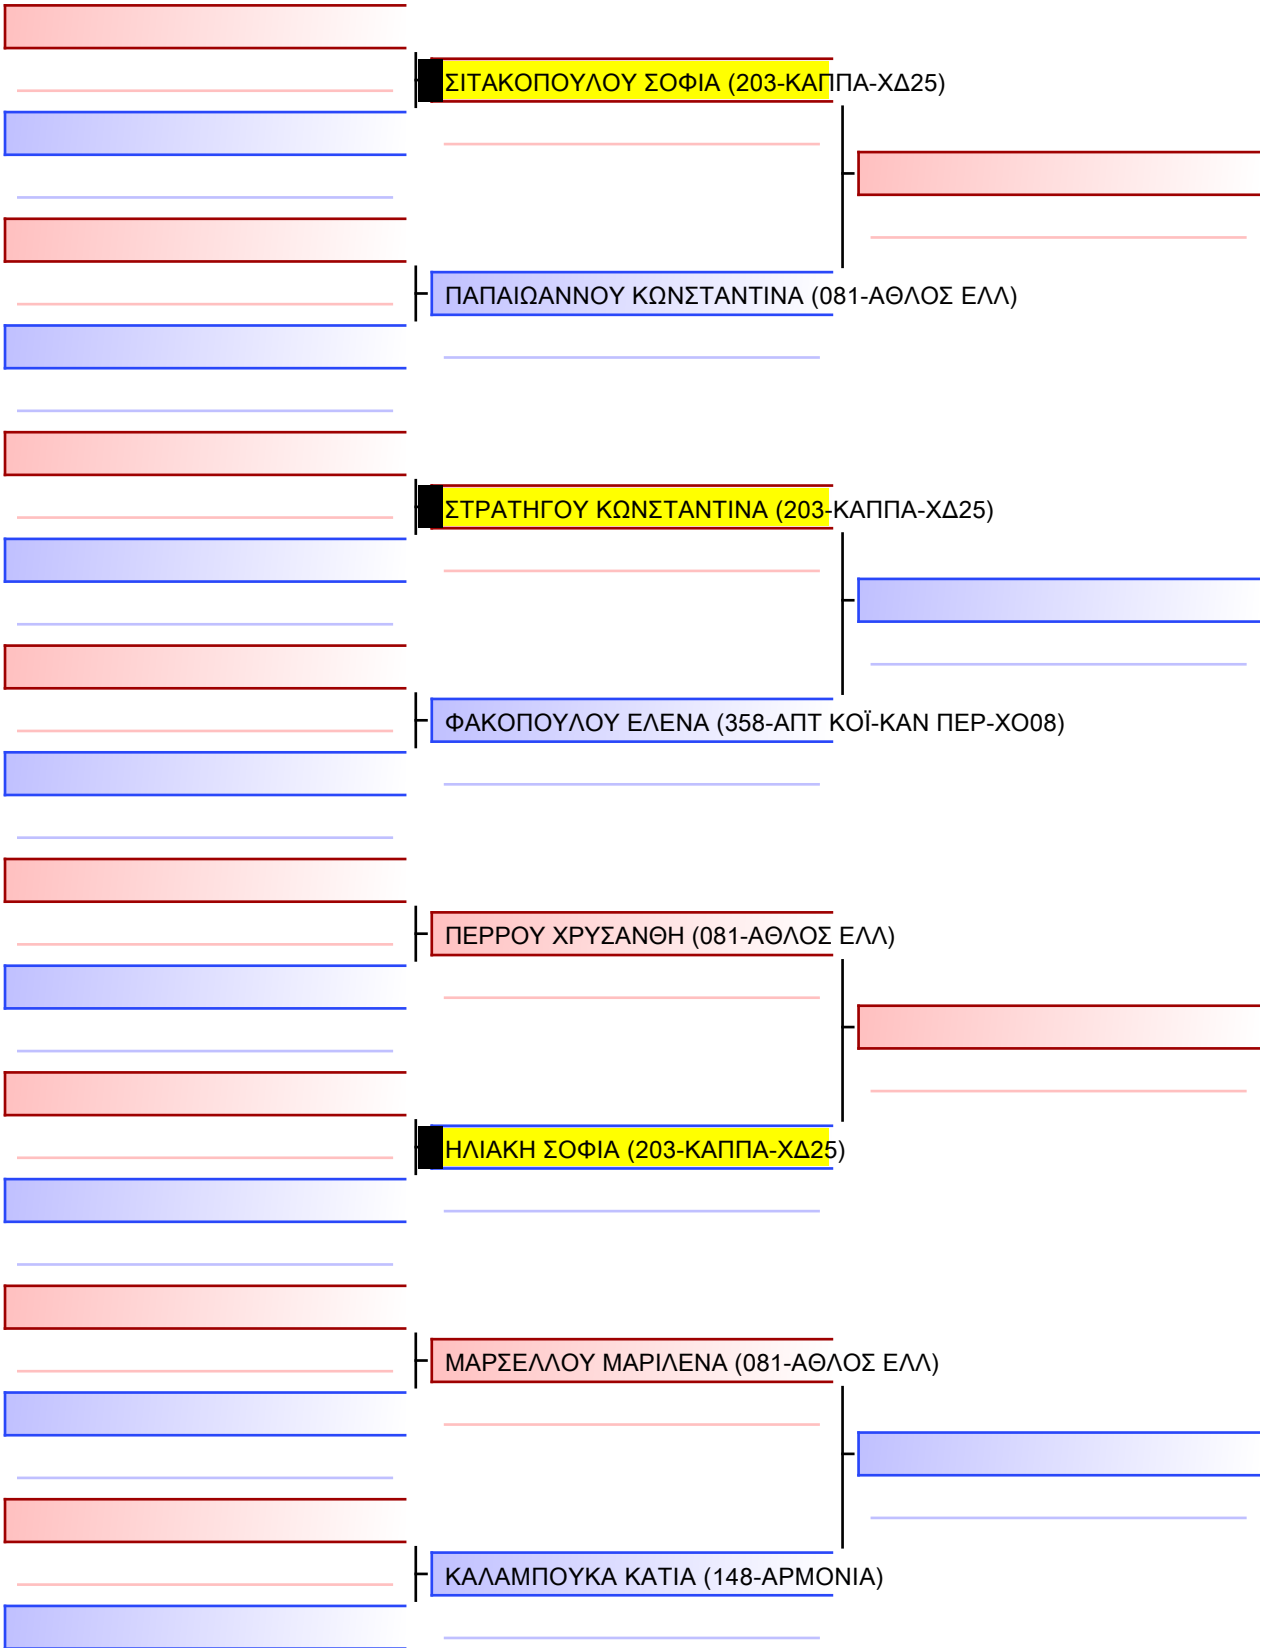 ΣΙΤΑΚΟΠΟΥΛΟΥ ΣΟΦΙΑ (203-ΚΑΠΠΑ-ΧΔ25)
ΠΑΠΑΙΩΑΝΝΟΥ ΚΩΝΣΤΑΝΤΙΝΑ (081-ΑΘΛΟΣ ΕΛΛ)
ΣΤΡΑΤΗΓΟΥ ΚΩΝΣΤΑΝΤΙΝΑ (203-ΚΑΠΠΑ-ΧΔ25)
ΦΑΚΟΠΟΥΛΟΥ ΕΛΕΝΑ (358-ΑΠΤ ΚΟΪ-ΚΑΝ ΠΕΡ-ΧΟ08)
ΠΕΡΡΟΥ ΧΡΥΣΑΝΘΗ (081-ΑΘΛΟΣ ΕΛΛ)
ΗΛΙΑΚΗ ΣΟΦΙΑ (203-ΚΑΠΠΑ-ΧΔ25)
ΜΑΡΣΕΛΛΟΥ ΜΑΡΙΛΕΝΑ (081-ΑΘΛΟΣ ΕΛΛ)
ΚΑΛΑΜΠΟΥΚΑ ΚΑΤΙΑ (148-ΑΡΜΟΝΙΑ)